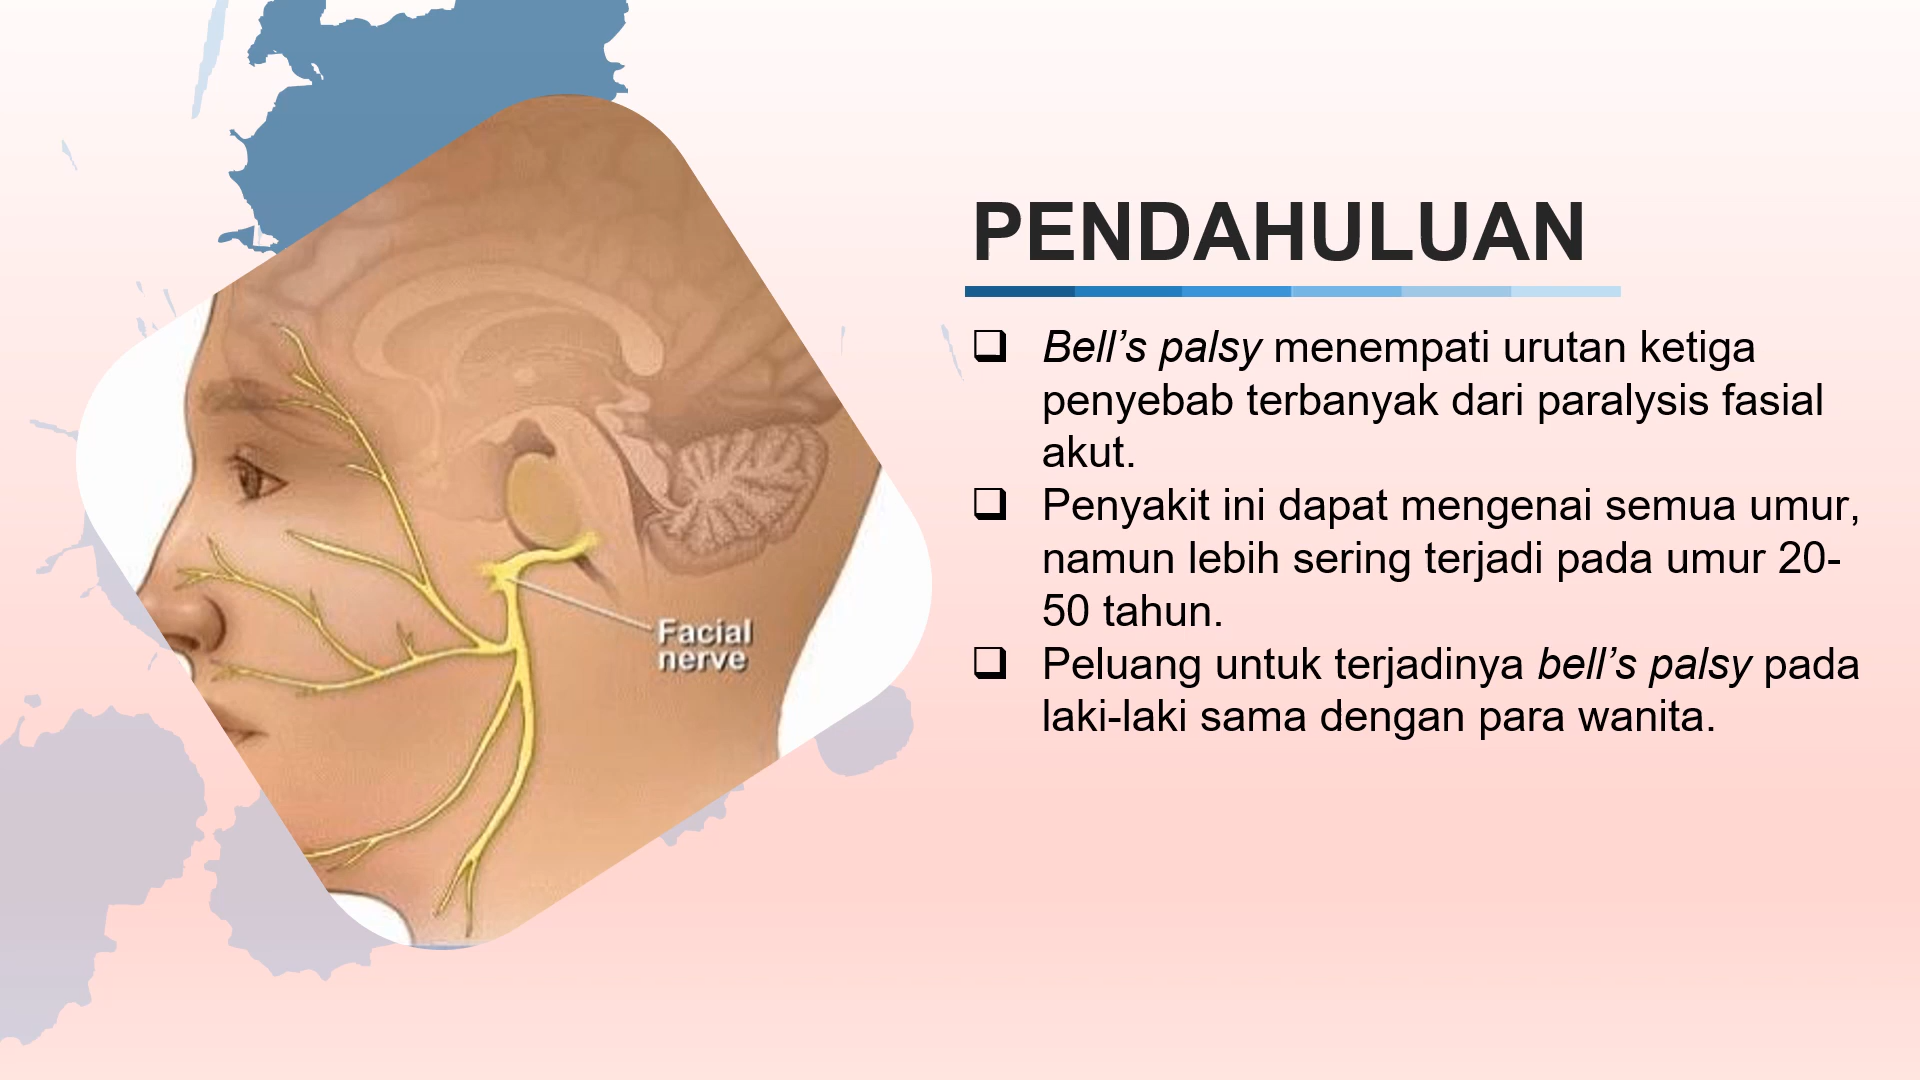 PENDAHULUAN
❑ Bell’s palsy menempati urutan ketiga
penyebab terbanyak dari paralysis fasial
akut.
❑ Penyakit ini dapat mengenai semua umur,
namun lebih sering terjadi pada umur 20-
50 tahun.
❑ Peluang untuk terjadinya bell’s palsy pada
laki-laki sama dengan para wanita.
Facial
nerve